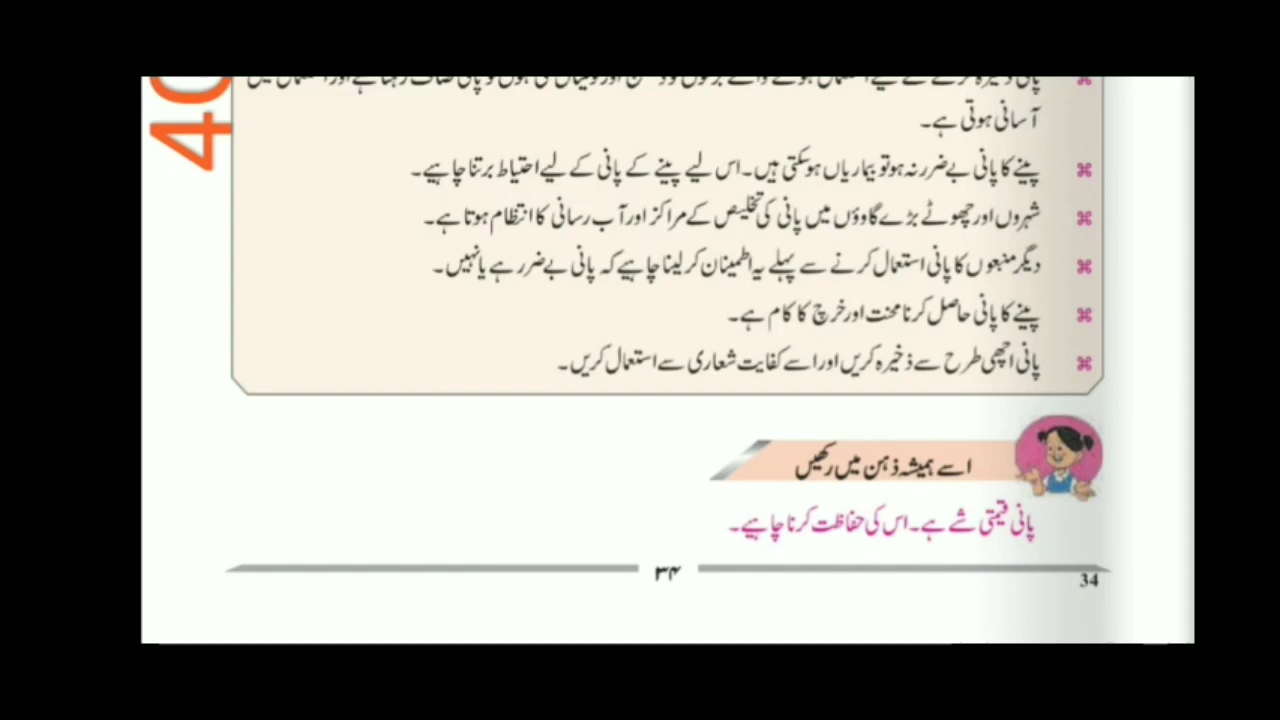 آسانی ہوتی ہے۔
پینے کا پانی بے ضرر نہ ہو تو بیماریاں ہو سکتی ہیں۔ اس لیے پینے کے پانی کے لیے احتیاط برتنا چاہیے۔
شہروں اور چھوٹے بڑے گاوؤں میں پانی کی تخلیص کے مراکز اور آب رسانی کا انتظام ہوتا ہے۔
دیگر منبعوں کا پانی استعمال کرنے سے پہلے یہ اطمینان کر لینا چاہیے کہ پانی بے ضرر ہے یا نہیں۔
پینے کا پانی حاصل کرنا محنت اور خرچ کا کام ہے۔
پانی اچھی طرح سے ذخیرہ کریں اور اسے کفایت شعاری سے استعمال کریں۔
اسے ہمیشہ ذہن میں رکھیں
پانی قیمتی شے ہے۔ اس کی حفاظت کرنا چاہیے۔
۳۴
34
40